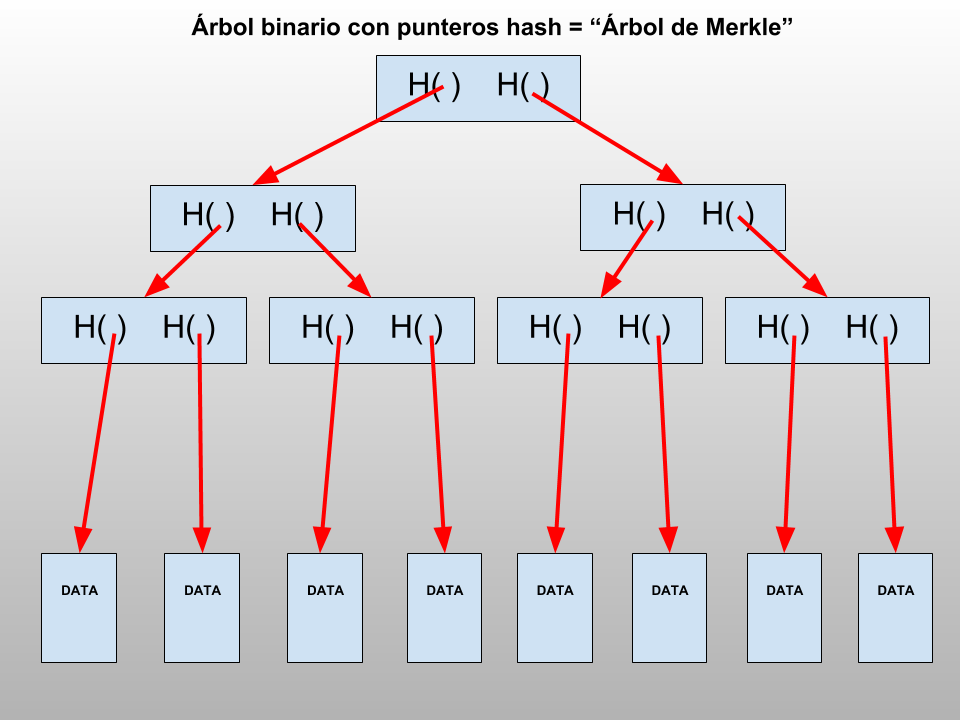 Árbol binario con punteros hash = “Árbol de Merkle”
H( ) H( )
H( ) H( ) H( ) H( )
H( ) H( ) H( ) H( ) H( ) H( ) H( ) H( )
DATA DATA DATA DATA DATA DATA DATA DATA